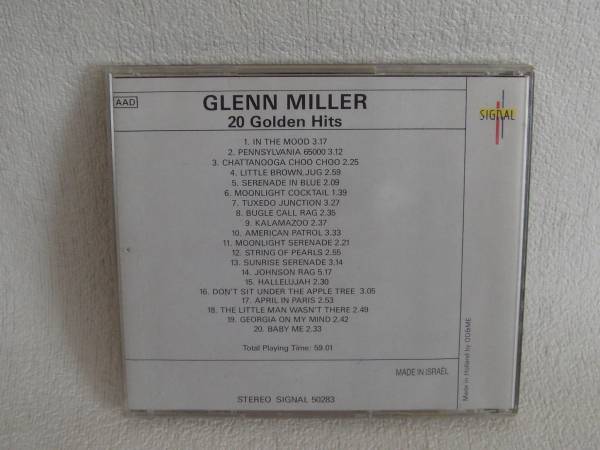 AAD
GLENN MILLER
20 Golden Hits
SIGNAL
1. IN THE MOOD 3.17
2. PENNSYLVANIA 65000 3.12
3. CHATTANOOGA CHOO CHOO 2.25
4. LITTLE BROWN, JUG 2.59
5. SERENADE IN BLUE 2.09
6. MOONLIGHT COCKTAIL 1.39
7. TUXEDO JUNCTION 3.27
8. BUGLE CALL RAG 2.35
9. KALAMAZOO 2.37
10. AMERICAN PATROL 3.33
11. MOONLIGHT SERENADE 2.21
12. STRING OF PEARLS 2.55
13. SUNRISE SERENADE 3.14
14. JOHNSON RAG 5.17
15. HALLELUJAH 2.30
16. DON'T SIT UNDER THE APPLE TREE 3.05
17. APRIL IN PARIS 2.53
18. THE LITTLE MAN WASN'T THERE 2.49
19. GEORGIA ON MY MIND 2.42
20. BABY ME 2.33
Total Playing Time: 59.01
MADE IN ISRAEL
STEREO SIGNAL 50283
Made in Holland by CD&ME